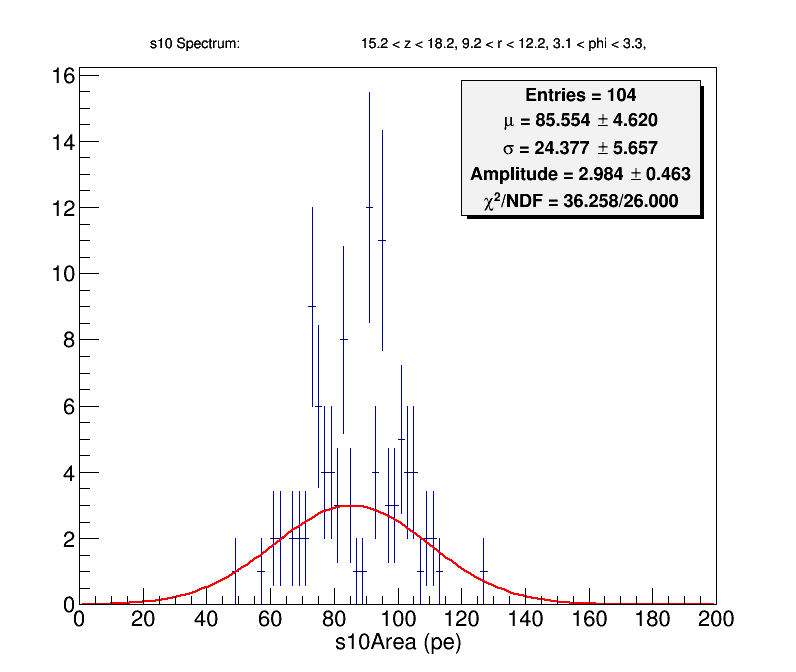 s10 Spectrum: 15.2 < z < 18.2, 9.2 < r < 12.2, 3.1 < phi < 3.3,
Entries = 104
μ = 85.554 ± 4.620
σ = 24.377 ± 5.657
Amplitude = 2.984 ± 0.463
χ²/NDF = 36.258/26.000
16
14
12
10
8
6
4
2
0
0 20 40 60 80 100 120 140 160 180 200
s10Area (pe)